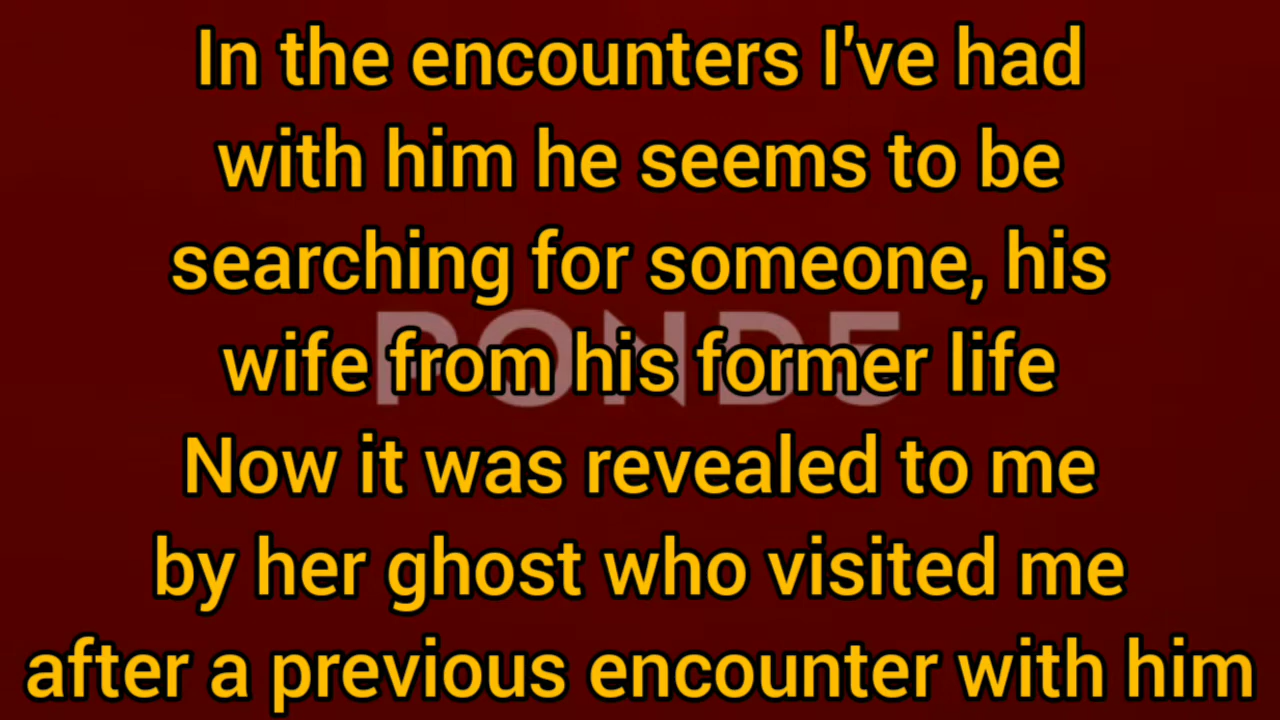 In the encounters I've had
with him he seems to be
searching for someone, his
wife from his former life
POND5
Now it was revealed to me
by her ghost who visited me
after a previous encounter with him